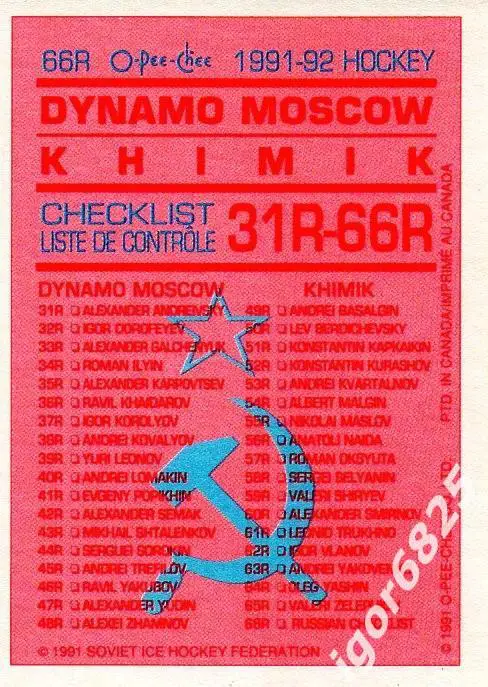 66R O-Pee-Chee 1991-92 HOCKEY
DYNAMO MOSCOW
KHIMIK
CHECKLIST
LISTE DE CONTRÔLE
31R-66R
DYNAMO MOSCOW
31R ALEXANDER ANDRIEVSKY
32R IGOR DOROFEYEV
33R ALEXANDER GALCHENYUK
34R ROMAN ILYIN
35R ALEXANDER KARPOVTSEV
36R RAVIL KHAIDAROV
37R IGOR KOROLYOV
38R ANDREI KOVALYOV
39R YURI LEONOV
40R ANDREI LOMAKIN
41R EVGENY POPIKHIN
42R ALEXANDER SEMAK
43R MIKHAIL SHTALENKOV
44R SERGUEI SOROKIN
45R ANDREI TREFILOV
46R RAVIL YAKUBOV
47R ALEXANDER YUDIN
48R ALEXEI ZHAMNOV
KHIMIK
49R ANDREI BASALGIN
50R LEV BERDICHEVSKY
51R KONSTANTIN KAPKAIKIN
52R KONSTANTIN KURASHOV
53R ANDREI KVARTALNOV
54R ALBERT MALGIN
55R NIKOLAI MASLOV
56R ANATOLI NAIDA
57R ROMAN OKSYUTA
58R SERGEI SELYANIN
59R VALERI SHIRYEV
60R ALEXANDER SMIRNOV
61R LEONID TRUKHNO
62R IGOR VLANOV
63R ANDREI YAKOVENKO
64R OLEG YASHIN
65R VALERI
66R RUSSIAN CHECKLIST
© 1991 SOVIET ICE HOCKEY FEDERATION
© 1991 O-PEE-CHEE PTD. IN CANADA/IMPRIMÉ AU CANADA
igor6825